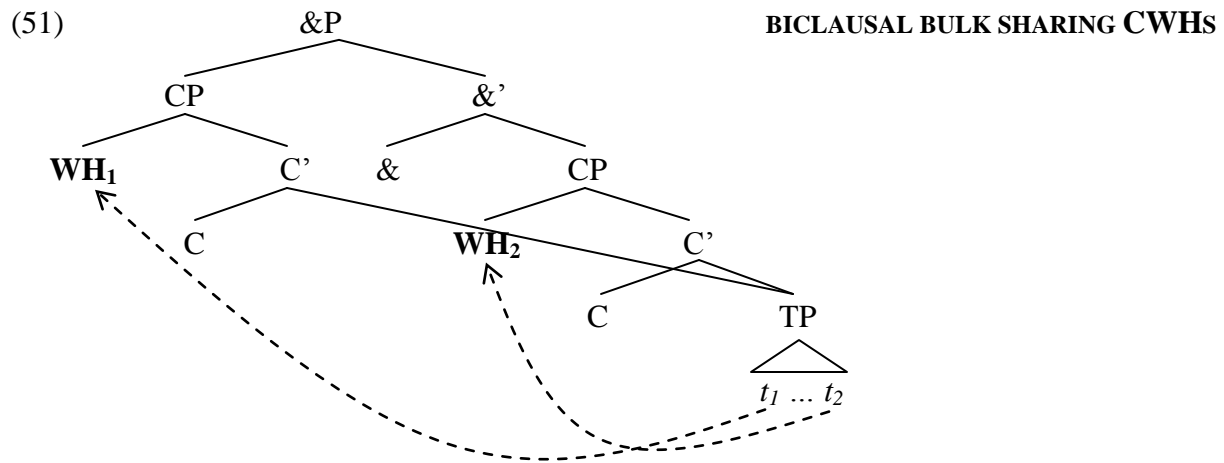 (51) &P BICLAUSAL BULK SHARING CWHS
CP &’
WH1 C’ & CP
C WH2 C’
C TP
t1 ... t2